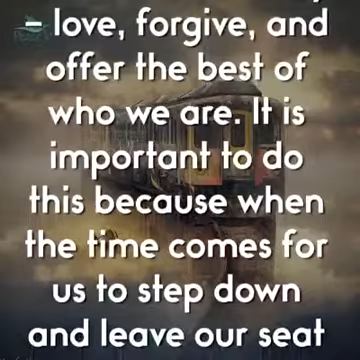 – love, forgive, and
offer the best of
who we are. It is
important to do
this because when
the time comes for
us to step down
and leave our seat